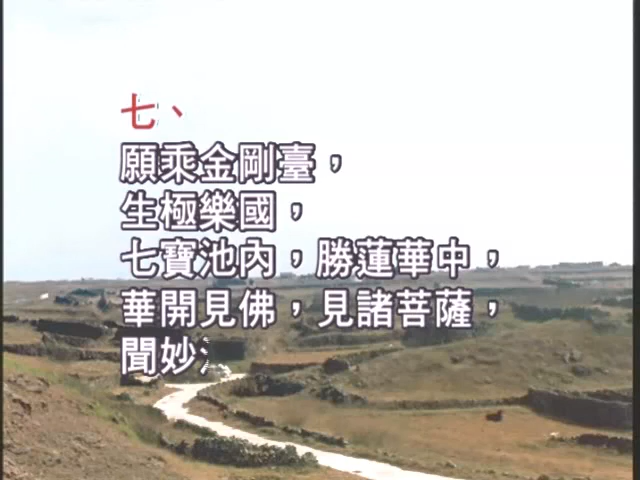 七、
願乘金剛臺，
生極樂國，
七寶池內，勝蓮華中，
華開見佛，見諸菩薩，
聞妙